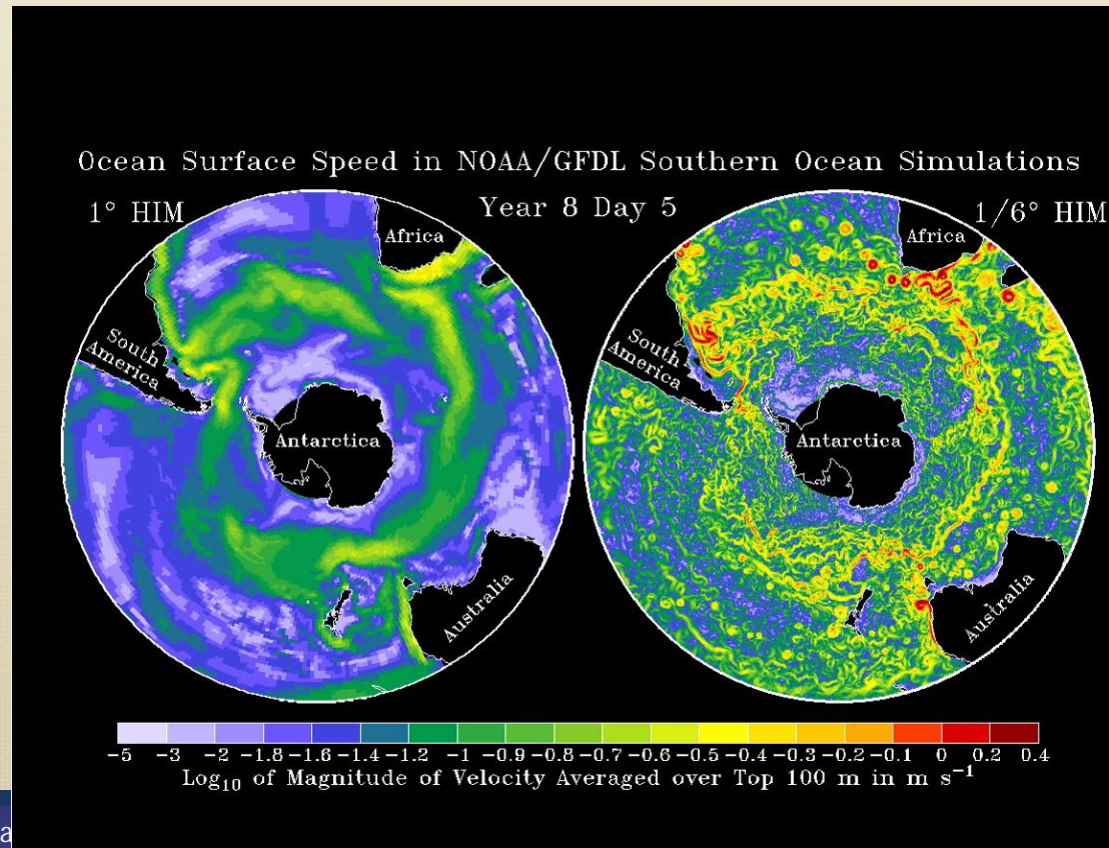 Ocean Surface Speed in NOAA/GFDL Southern Ocean Simulations
1° HIM
Year 8 Day 5
1/6° HIM
Africa
South
America
Antarctica
Australia
Africa
South
America
Antarctica
Australia
-5 -3 -2 -1.8 -1.6 -1.4 -1.2 -1 -0.9 -0.8 -0.7 -0.6 -0.5 -0.4 -0.3 -0.2 -0.1 0 0.2 0.4
Log10 of Magnitude of Velocity Averaged over Top 100 m in m s⁻¹
a